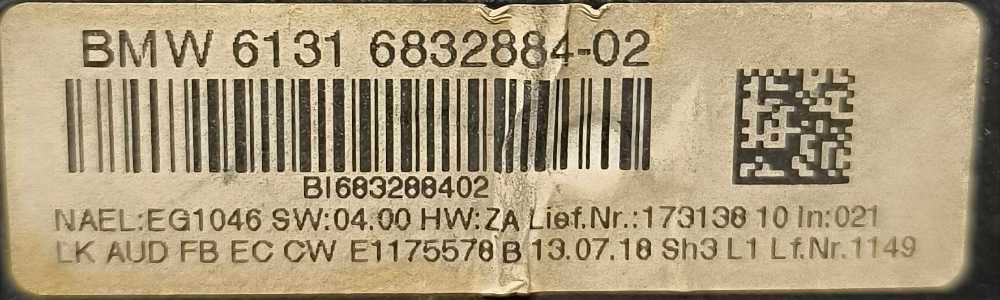 BMW 6131 6832884-02
BI683288402
NAEL:EG1046 SW:04.00 HW:ZA Lief.Nr.:173138 10 In:021
LK AUD FB EC CW E1175578 B 13.07.18 Sh3 L1 Lf.Nr.1149